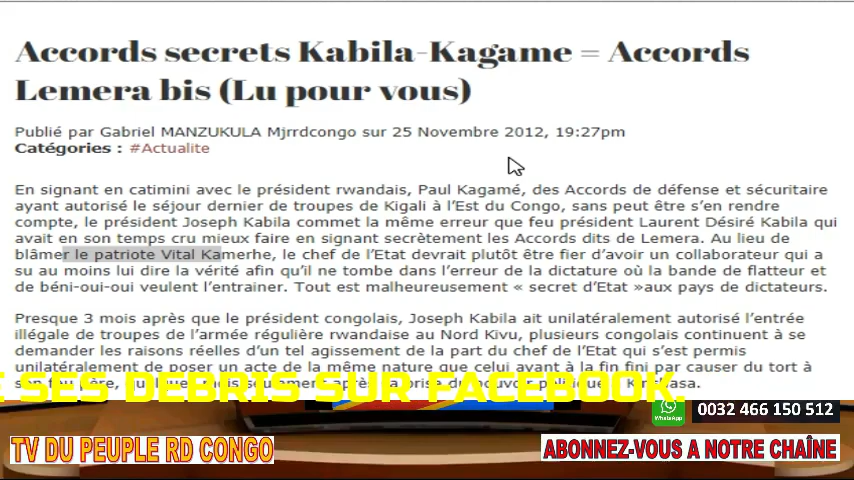 Accords secrets Kabila-Kagame = Accords
Lemera bis (Lu pour vous)
Publié par Gabriel MANZUKULA Mjrrdcongo sur 25 Novembre 2012, 19:27pm
Catégories : #Actualite
En signant en catimini avec le président rwandais, Paul Kagamé, des Accords de défense et sécuritaire
ayant autorisé le séjour dernier de troupes de Kigali à l'Est du Congo, sans peut être s'en rendre
compte, le président Joseph Kabila commet la même erreur que feu président Laurent Désiré Kabila qui
avait en son temps cru mieux faire en signant secrètement les Accords dits de Lemera. Au lieu de
blâmer le patriote Vital Kamerhe, le chef de l'Etat devrait plutôt être fier d'avoir un collaborateur qui a
su au moins lui dire la vérité afin qu'il ne tombe dans l'erreur de la dictature où la bande de flatteur et
de béni-oui-oui veulent l'entrainer. Tout est malheureusement « secret d'Etat »aux pays de dictateurs.
Presque 3 mois après que le président congolais, Joseph Kabila ait unilatéralement autorisé l'entrée
illégale de troupes de l'armée régulière rwandaise au Nord Kivu, plusieurs congolais continuent à se
demander les raisons réelles d'un tel agissement de la part du chef de l'Etat qui s'est permis
unilatéralement de poser un acte de la même nature que celui ayant à la fin fini par causer du tort à
son feu père, seulement après la prise du pouvoir Kinshasa.
SES DEBRIS SUR FACEBOOK.
WhatsApp 0032 466 150 512
TV DU PEUPLE RD CONGO
ABONNEZ-VOUS A NOTRE CHAÎNE